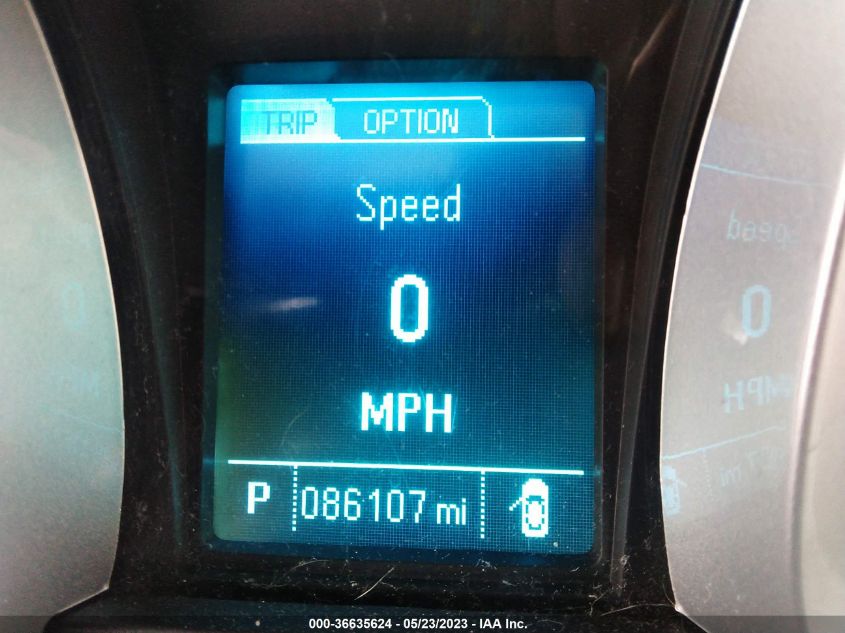 TRIP OPTION
Speed
0
MPH
P 086107 mi
000-36635624 - 05/23/2023 - IAA Inc.